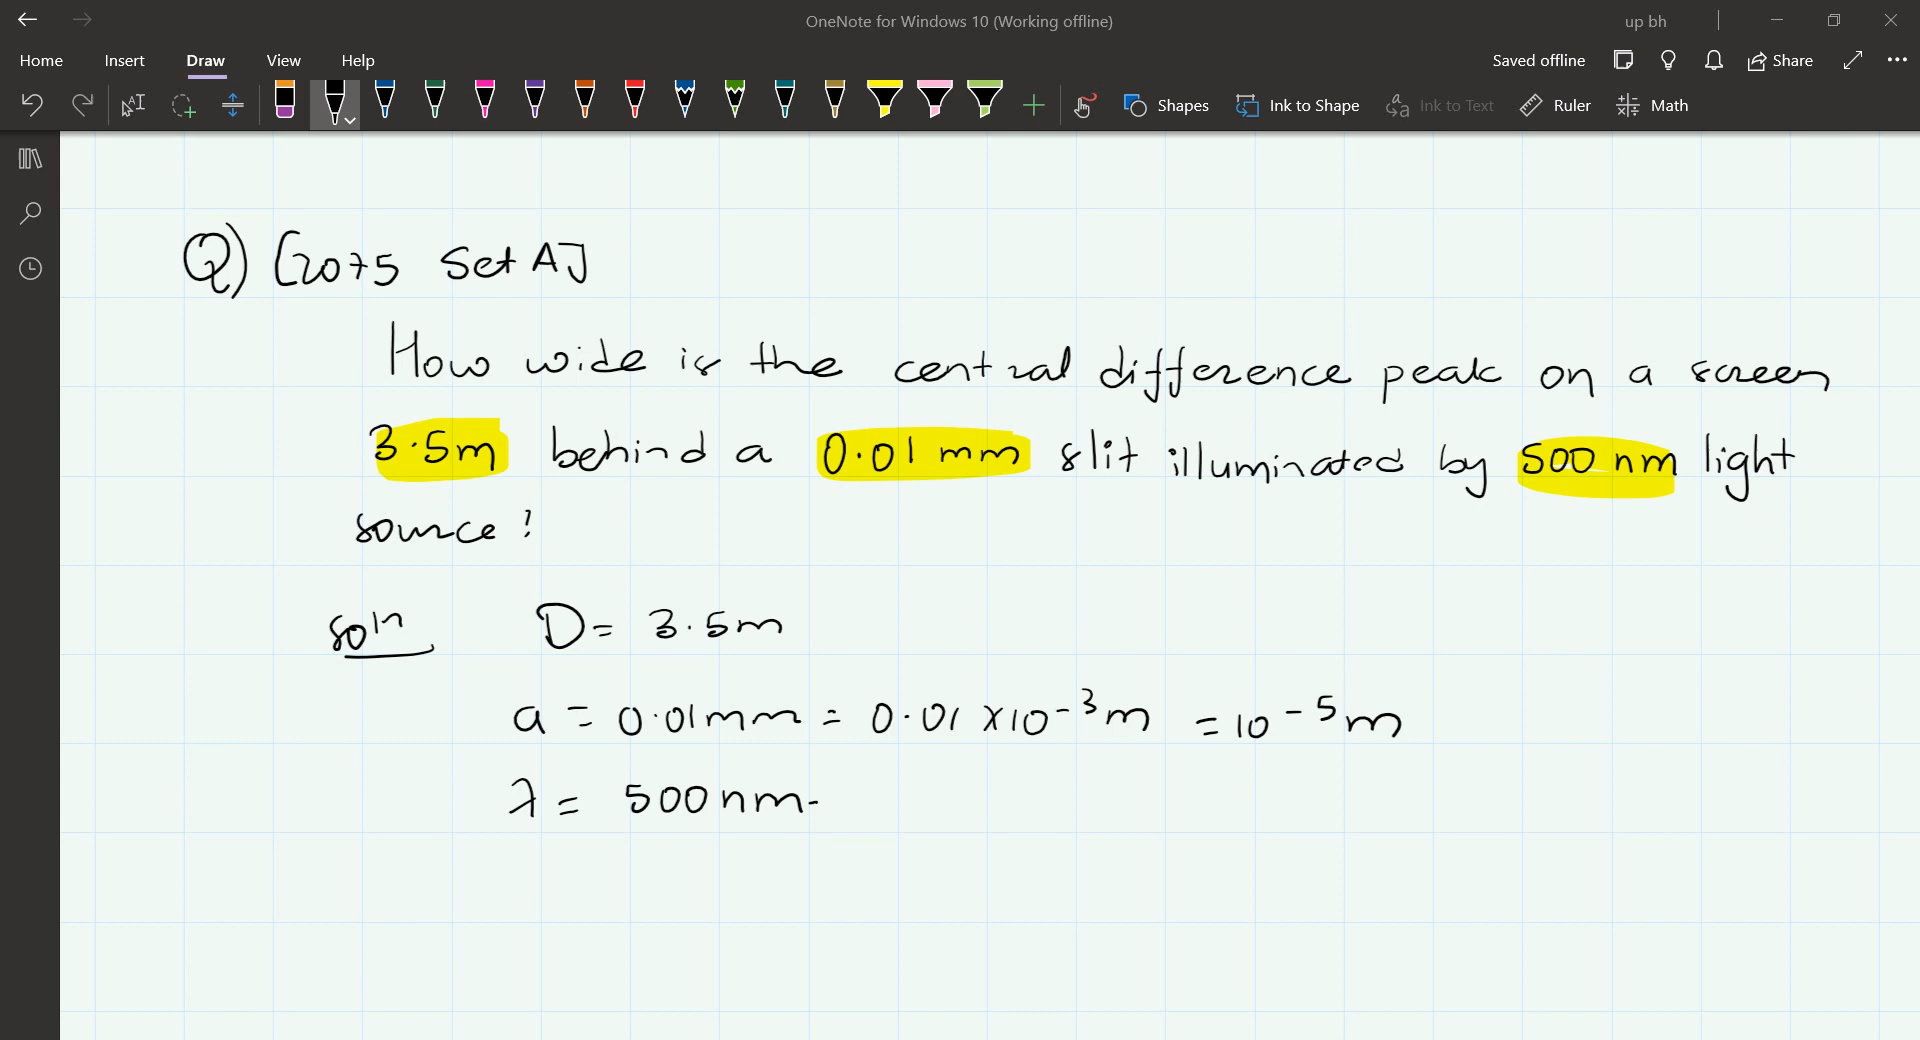 OneNote for Windows 10 (Working offline)
up bh
Home Insert Draw View Help
Saved offline Share
Shapes Ink to Shape Ink to Text Ruler Math
Q) [2075 Set A]
How wide is the central difference peak on a screen
3.5m behind a 0.01 mm slit illuminated by 500 nm light
source?
soln D = 3.5m
a = 0.01mm = 0.01 ×10⁻³m = 10⁻⁵m
λ = 500nm-